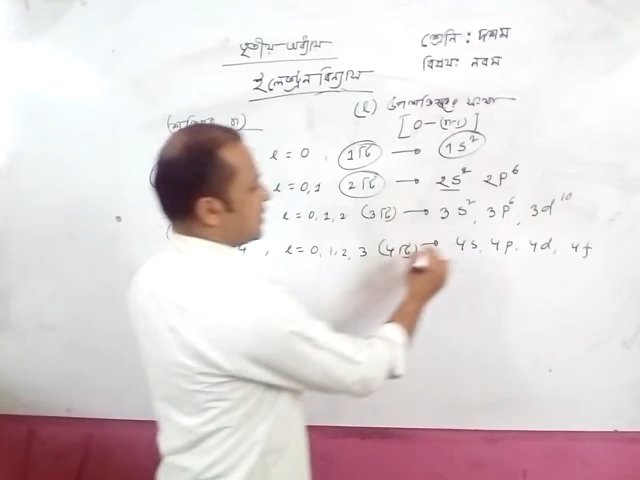 তৃতীয় অধ্যায়
ইলেকট্রন বিন্যাস
শ্রেনি : দশম
বিষয়: নবম
(l) উপশক্তিস্তরের সংখ্যা
[0 – (n-1)]
l = 0 , 1টি → 1s²
l = 0,1 2টি → 2s² 2p⁶
l = 0, 1, 2 (3টি) → 3s², 3p⁶, 3d¹⁰
4 , l = 0, 1, 2, 3 (4টি) → 4s, 4p, 4d, 4f